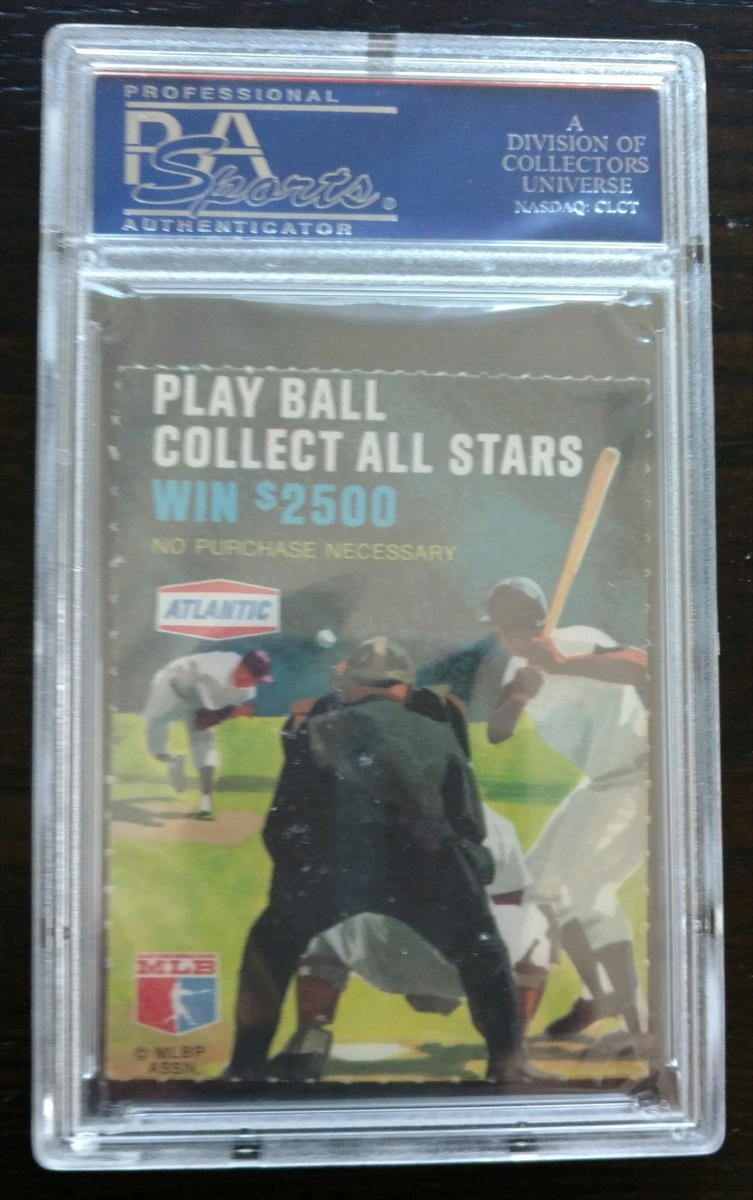 PROFESSIONAL
PSA
Sports®
AUTHENTICATOR
A
DIVISION OF
COLLECTORS
UNIVERSE
NASDAQ: CLCT
PLAY BALL
COLLECT ALL STARS
WIN $2500
NO PURCHASE NECESSARY
ATLANTIC
MLB
© MLBP
ASSN.